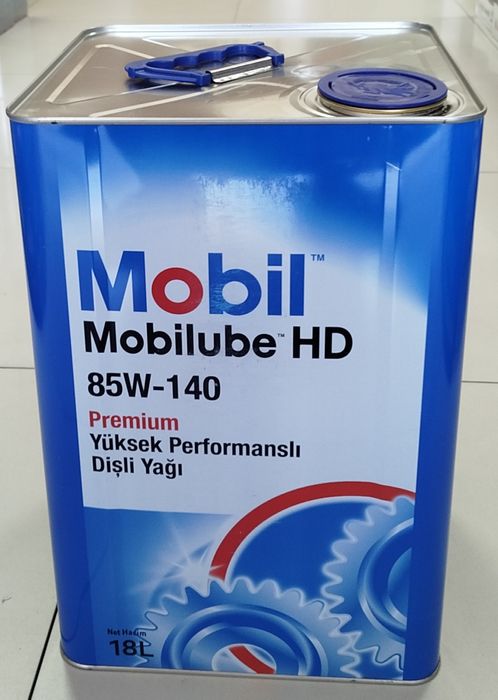 Mobil™
Mobilube™ HD
85W-140
Premium
Yüksek Performanslı
Dişli Yağı
Net Hacim
18L